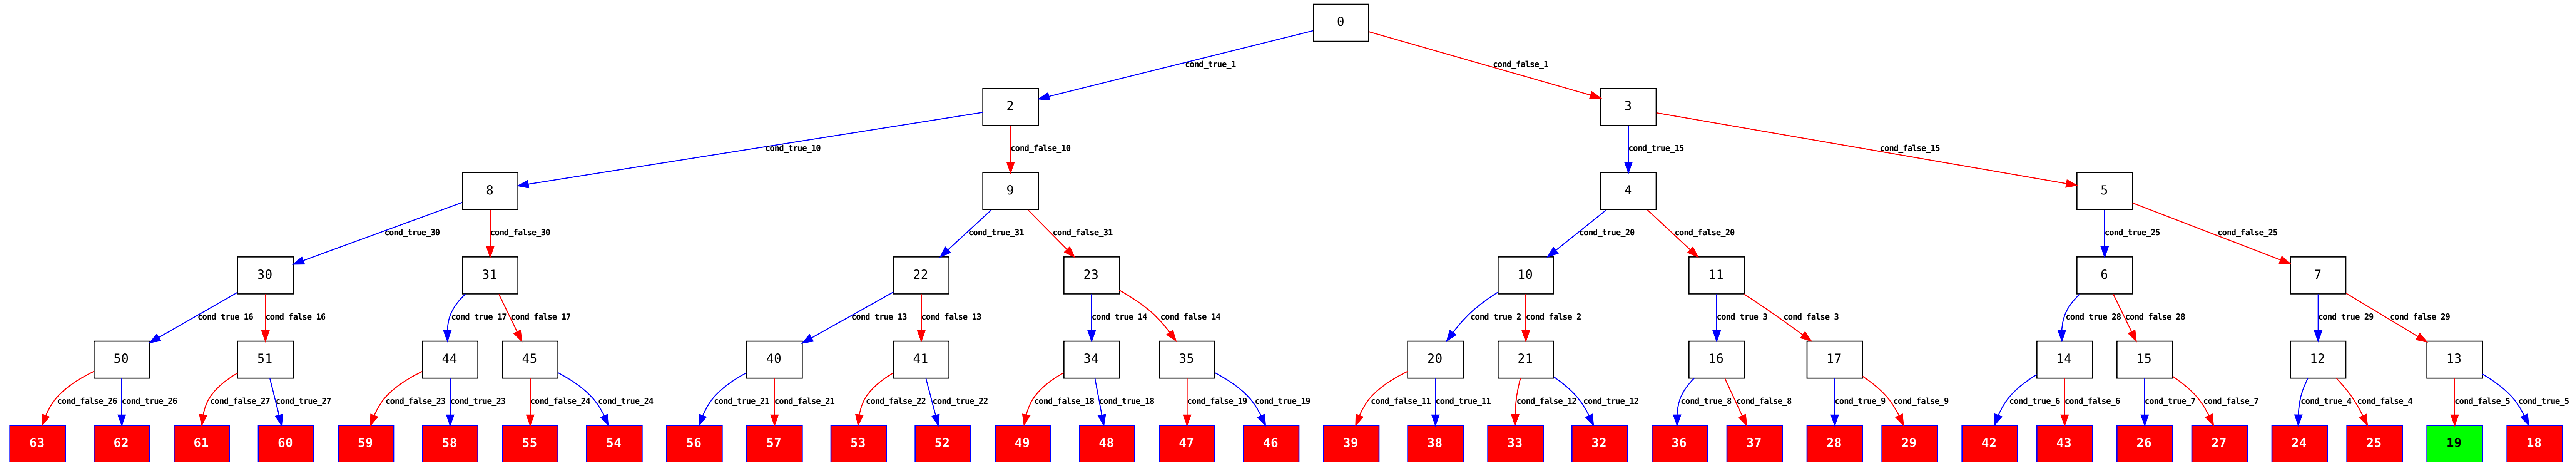 0
cond_true_1 cond_false_1
2 3
cond_true_10 cond_false_10 cond_true_15 cond_false_15
8 9 4 5
cond_true_30 cond_false_30 cond_true_31 cond_false_31 cond_true_20 cond_false_20 cond_true_25 cond_false_25
30 31 22 23 10 11 6 7
cond_true_16 cond_false_16 cond_true_17 cond_false_17 cond_true_13 cond_false_13 cond_true_14 cond_false_14 cond_true_2 cond_false_2 cond_true_3 cond_false_3 cond_true_28 cond_false_28 cond_true_29 cond_false_29
50 51 44 45 40 41 34 35 20 21 16 17 14 15 12 13
cond_false_26 cond_true_26 cond_false_27 cond_true_27 cond_false_23 cond_true_23 cond_false_24 cond_true_24 cond_true_21 cond_false_21 cond_false_22 cond_true_22 cond_false_18 cond_true_18 cond_false_19 cond_true_19 cond_false_11 cond_true_11 cond_false_12 cond_true_12 cond_true_8 cond_false_8 cond_true_9 cond_false_9 cond_true_6 cond_false_6 cond_true_7 cond_false_7 cond_true_4 cond_false_4 cond_false_5 cond_true_5
63 62 61 60 59 58 55 54 56 57 53 52 49 48 47 46 39 38 33 32 36 37 28 29 42 43 26 27 24 25 19 18